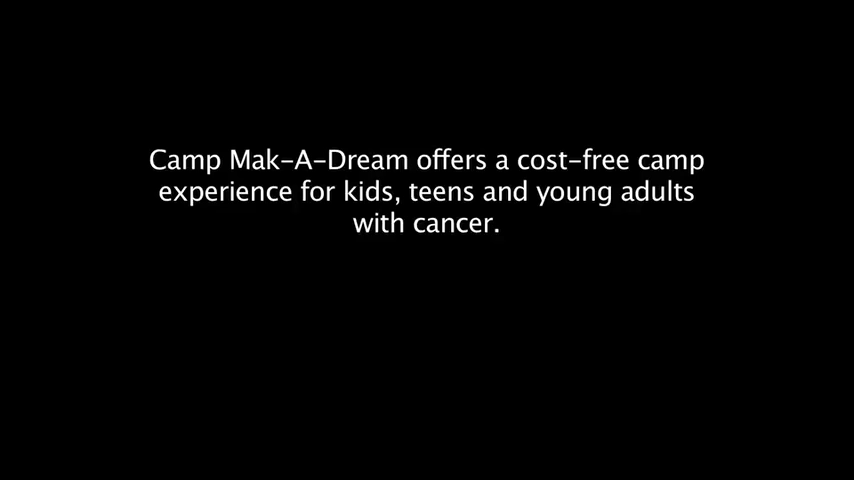 Camp Mak-A-Dream offers a cost-free camp
experience for kids, teens and young adults
with cancer.